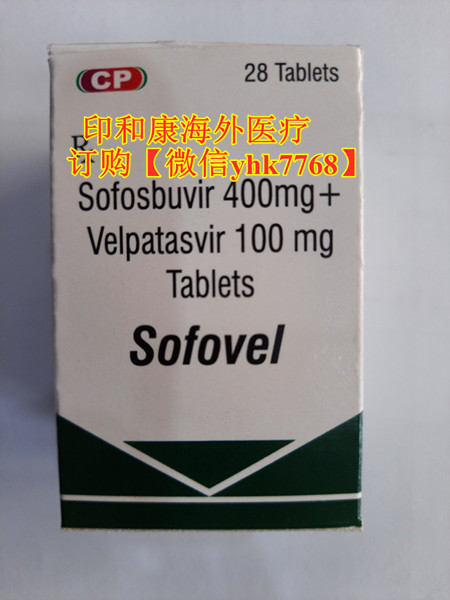 CP
28 Tablets
印和康海外医疗
Rx
订购【微信yhk7768】
Sofosbuvir 400mg+
Velpatasvir 100 mg
Tablets
Sofovel